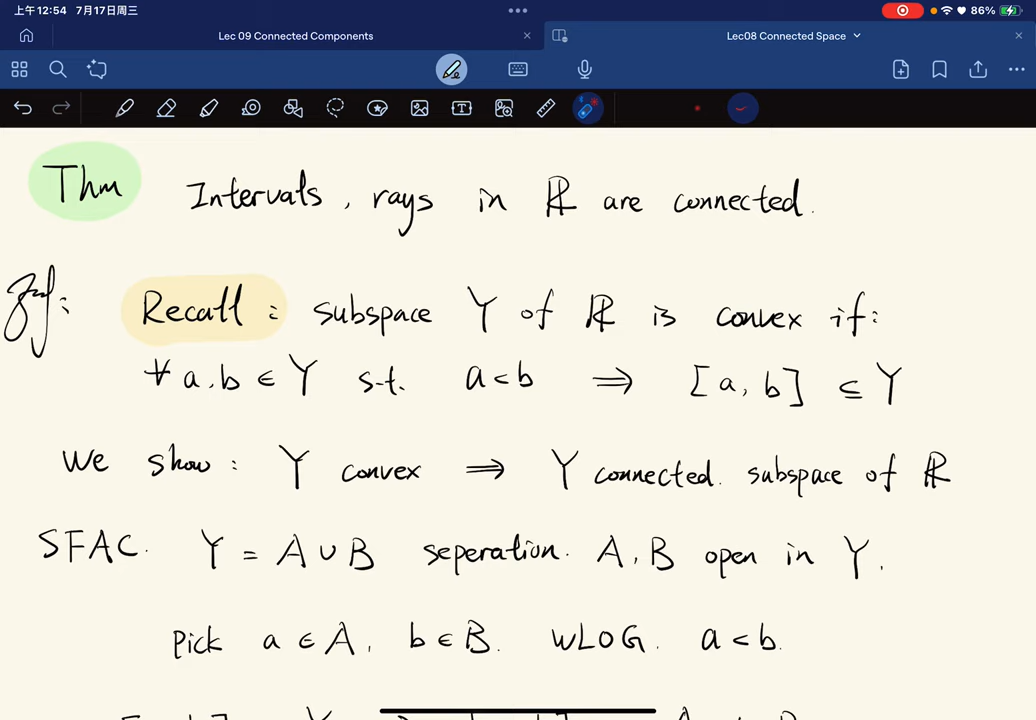 上午12:54 7月17日周三
86%
Lec 09 Connected Components
Lec08 Connected Space
Thm Intervals, rays in ℝ are connected.
Pf: Recall: subspace Y of ℝ is convex if:
∀ a, b ∈ Y s.t. a < b ⟹ [a, b] ⊆ Y
We show: Y convex ⟹ Y connected. subspace of ℝ
SFAC. Y = A ∪ B seperation. A, B open in Y.
Pick a ∈ A, b ∈ B. WLOG. a < b.